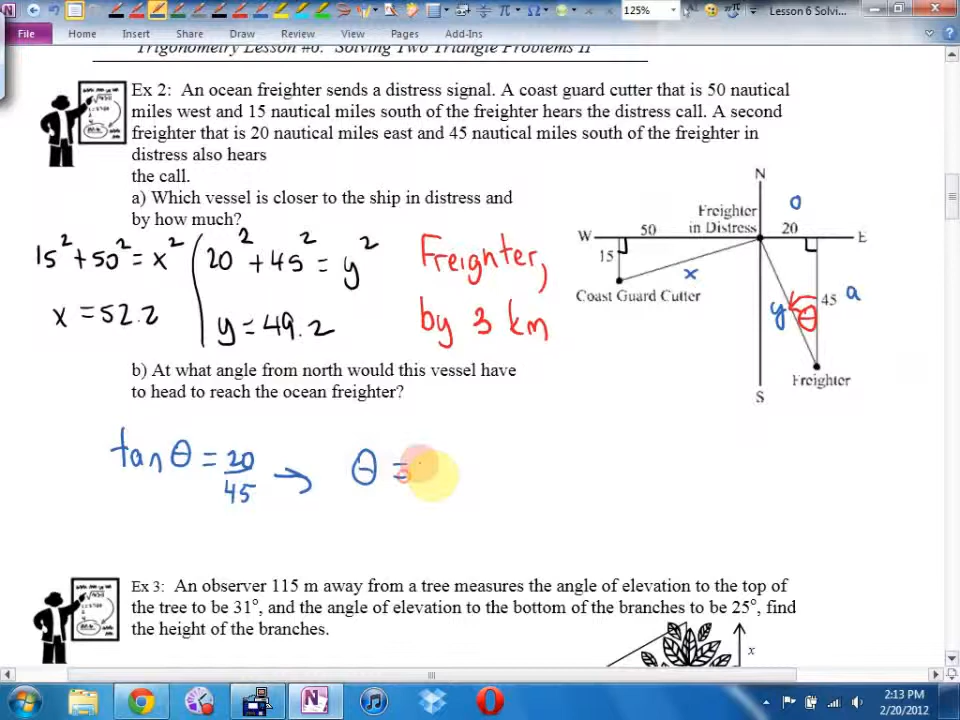 125%
Lesson 6 Solvi...
File Home Insert Share Draw Review View Pages Add-Ins
Trigonometry Lesson #6: Solving Two Triangle Problems II
Ex 2: An ocean freighter sends a distress signal. A coast guard cutter that is 50 nautical
miles west and 15 nautical miles south of the freighter hears the distress call. A second
freighter that is 20 nautical miles east and 45 nautical miles south of the freighter in
distress also hears
the call.
a) Which vessel is closer to the ship in distress and
by how much?
15² + 50² = x²
x = 52.2
20² + 45² = y²
y = 49.2
Freignter,
by 3 km
N
Freighter
in Distress
W
50
o
20
E
15
x
Coast Guard Cutter
y
θ
45
a
Freighter
S
b) At what angle from north would this vessel have
to head to reach the ocean freighter?
tan θ = 20/45 → θ =
Ex 3: An observer 115 m away from a tree measures the angle of elevation to the top of
the tree to be 31°, and the angle of elevation to the bottom of the branches to be 25°, find
the height of the branches.
x
2:13 PM
2/20/2012